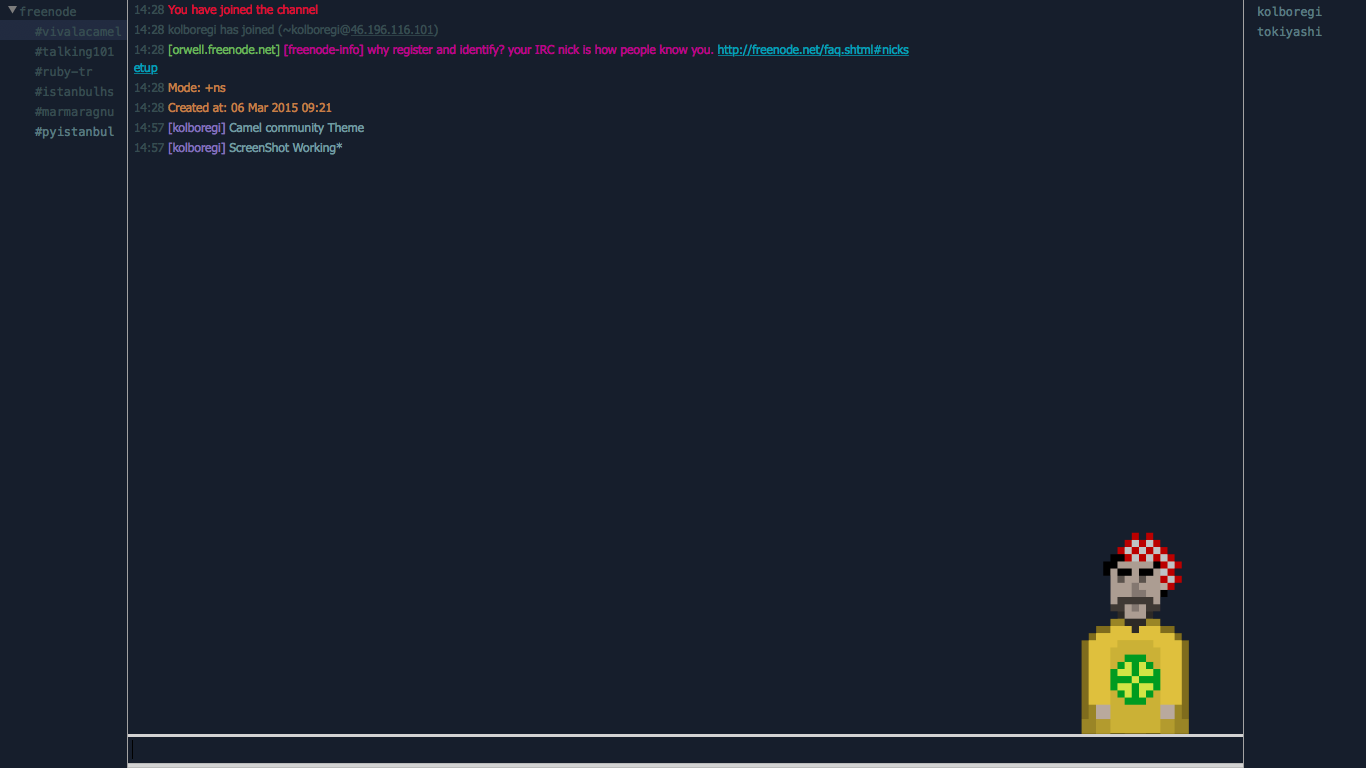 freenode
#vivalacamel
#talking101
#ruby-tr
#istanbulhs
#marmaragnu
#pyistanbul
14:28 You have joined the channel
14:28 kolboregi has joined (~kolboregi@46.196.116.101)
14:28 [orwell.freenode.net] [freenode-info] why register and identify? your IRC nick is how people know you. http://freenode.net/faq.shtml#nicks
etup
14:28 Mode: +ns
14:28 Created at: 06 Mar 2015 09:21
14:57 [kolboregi] Camel community Theme
14:57 [kolboregi] ScreenShot Working*
kolboregi
tokiyashi